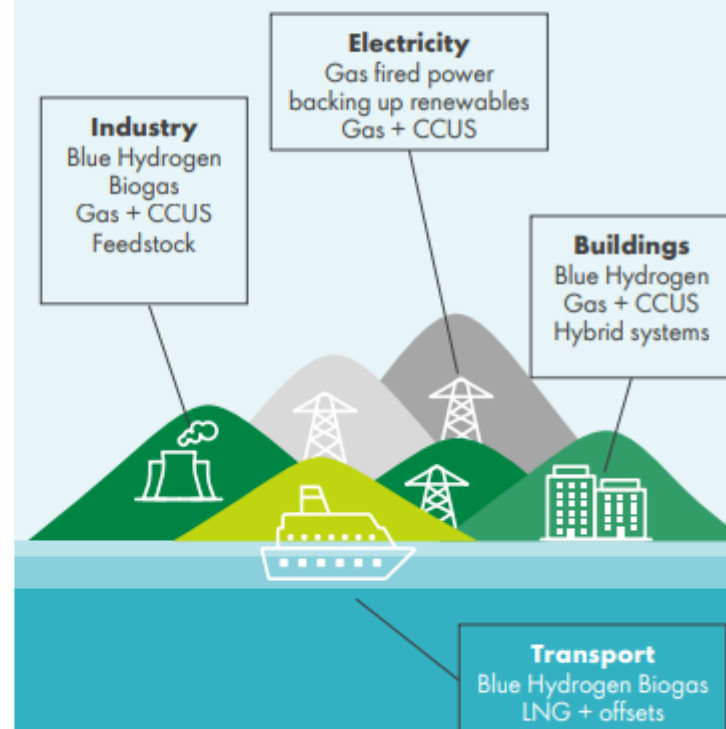 Electricity
Gas fired power
backing up renewables
Gas + CCUS
Industry
Blue Hydrogen
Biogas
Gas + CCUS
Feedstock
Buildings
Blue Hydrogen
Gas + CCUS
Hybrid systems
Transport
Blue Hydrogen Biogas
LNG + offsets